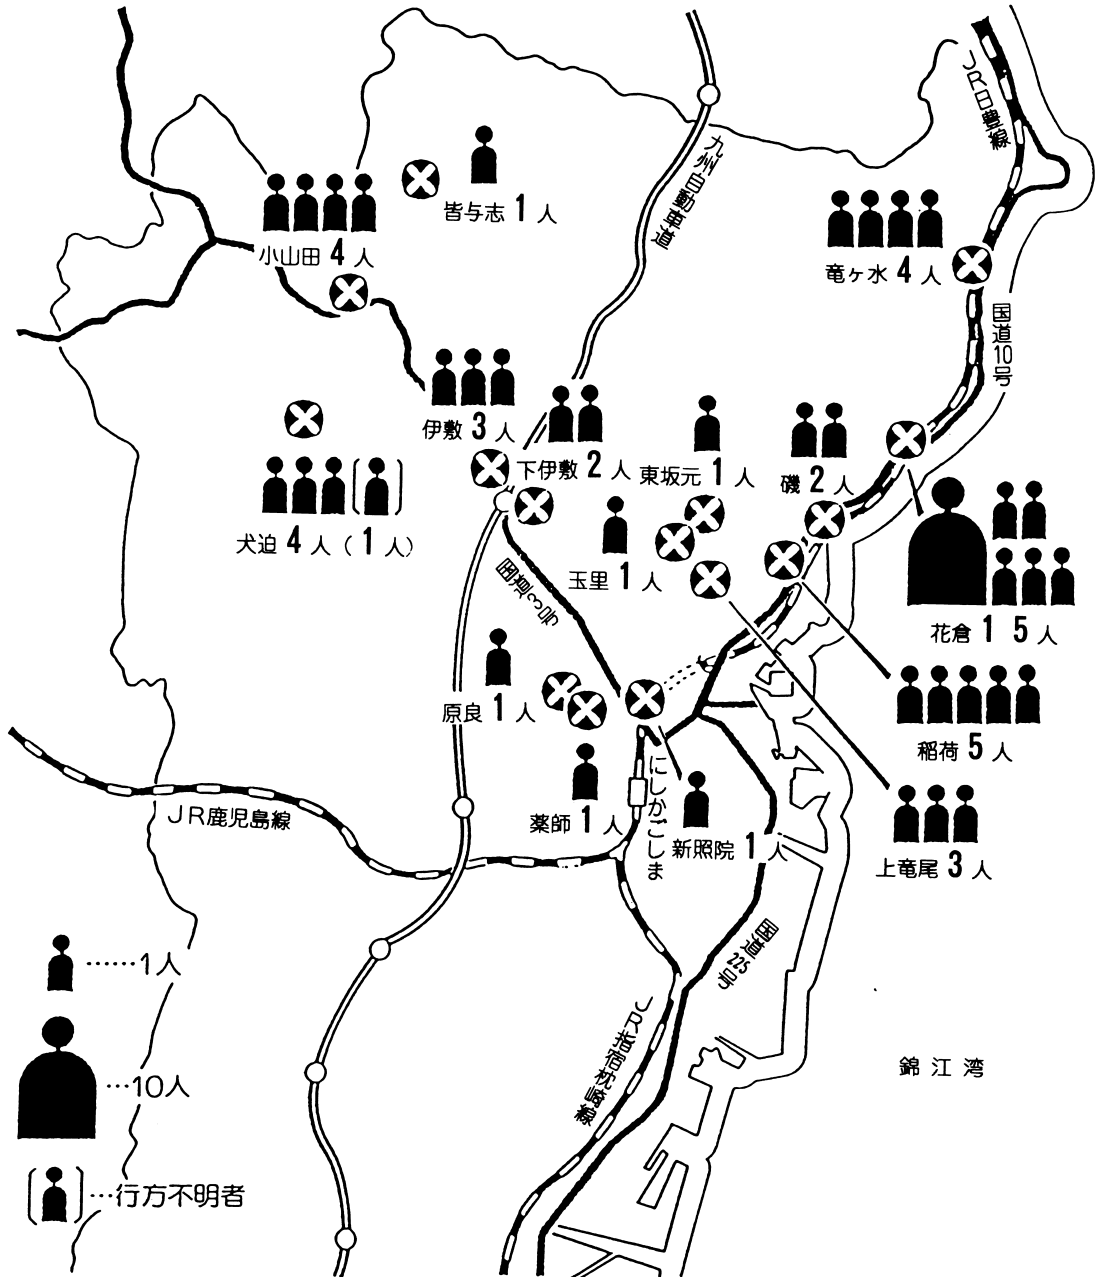 JR日豊線
九州自動車道
皆与志 1 人
小山田 4 人
竜ヶ水 4 人
国道10号
伊敷 3 人
下伊敷 2 人
東坂元 1 人
磯 2 人
犬迫 4 人 ( 1 人)
玉里 1 人
国道3号
花倉 1 5 人
原良 1 人
稲荷 5 人
にしかごしま
薬師 1 人
新照院 1 人
上竜尾 3 人
JR鹿児島線
国道225号
JR指宿枕崎線
錦江湾
……1人
…10人
…行方不明者